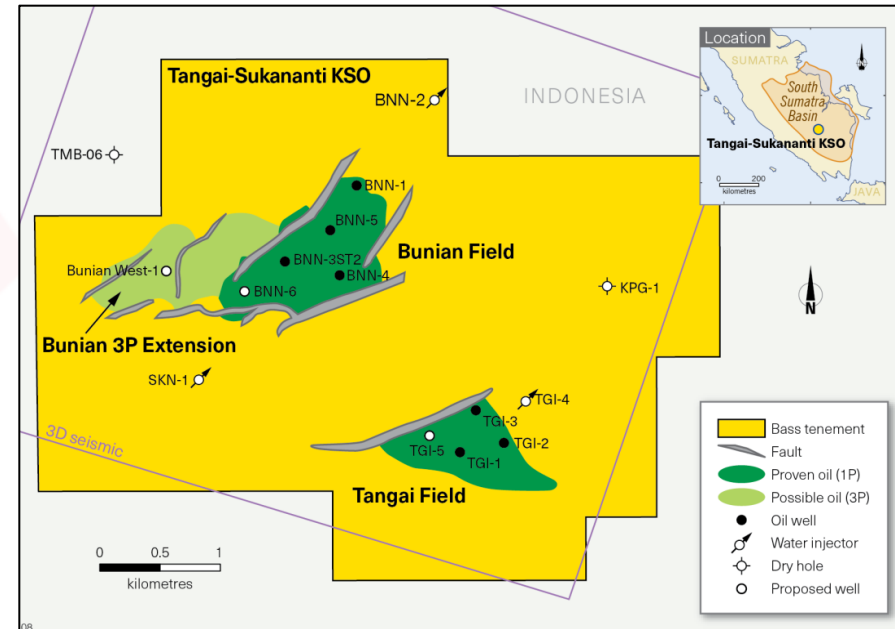 Tangai-Sukananti KSO
BNN-2
INDONESIA
TMB-06
BNN-1
BNN-5
Bunian Field
BNN-3ST2
BNN-4
Bunian West-1
BNN-6
KPG-1
N
Bunian 3P Extension
SKN-1
TGI-4
TGI-3
TGI-5
TGI-2
TGI-1
3D seismic
Tangai Field
0 0.5 1
kilometres
08
Location
SUMATRA
N
South
Sumatra
Basin
Tangai-Sukananti KSO
0 200
kilometres
JAVA
Bass tenement
Fault
Proven oil (1P)
Possible oil (3P)
Oil well
Water injector
Dry hole
Proposed well